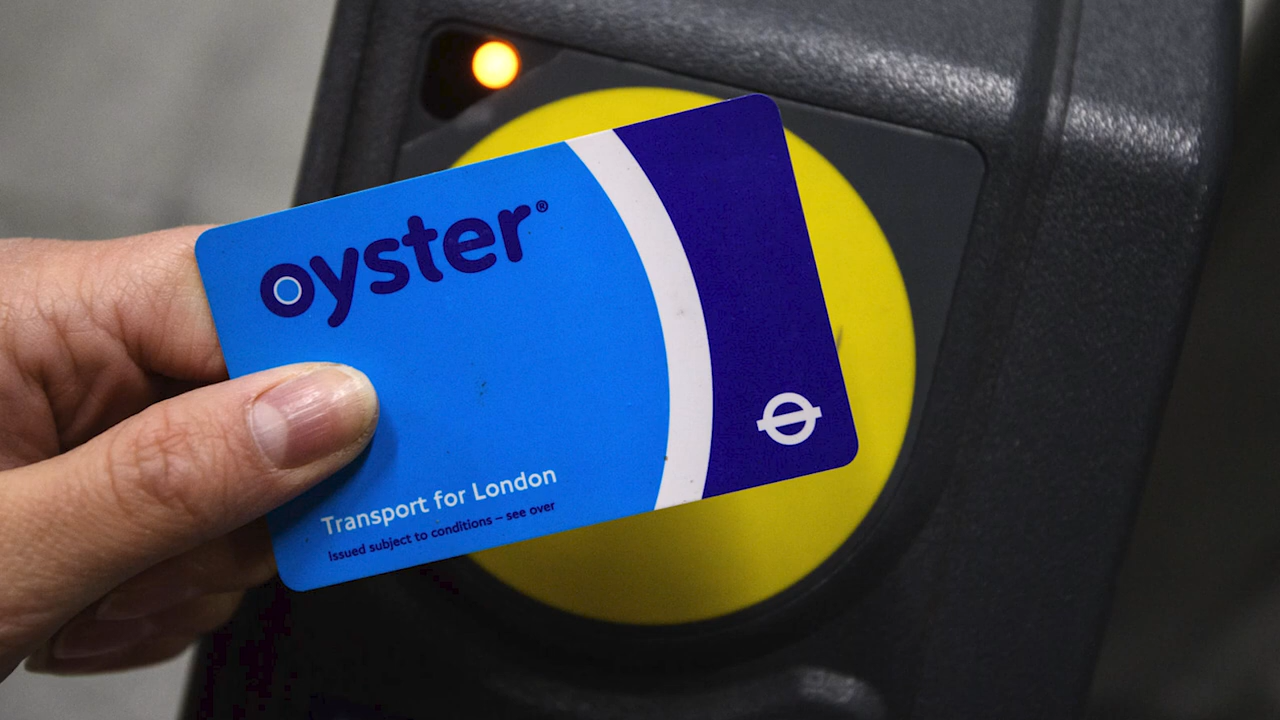 oyster®
Transport for London
Issued subject to conditions – see over